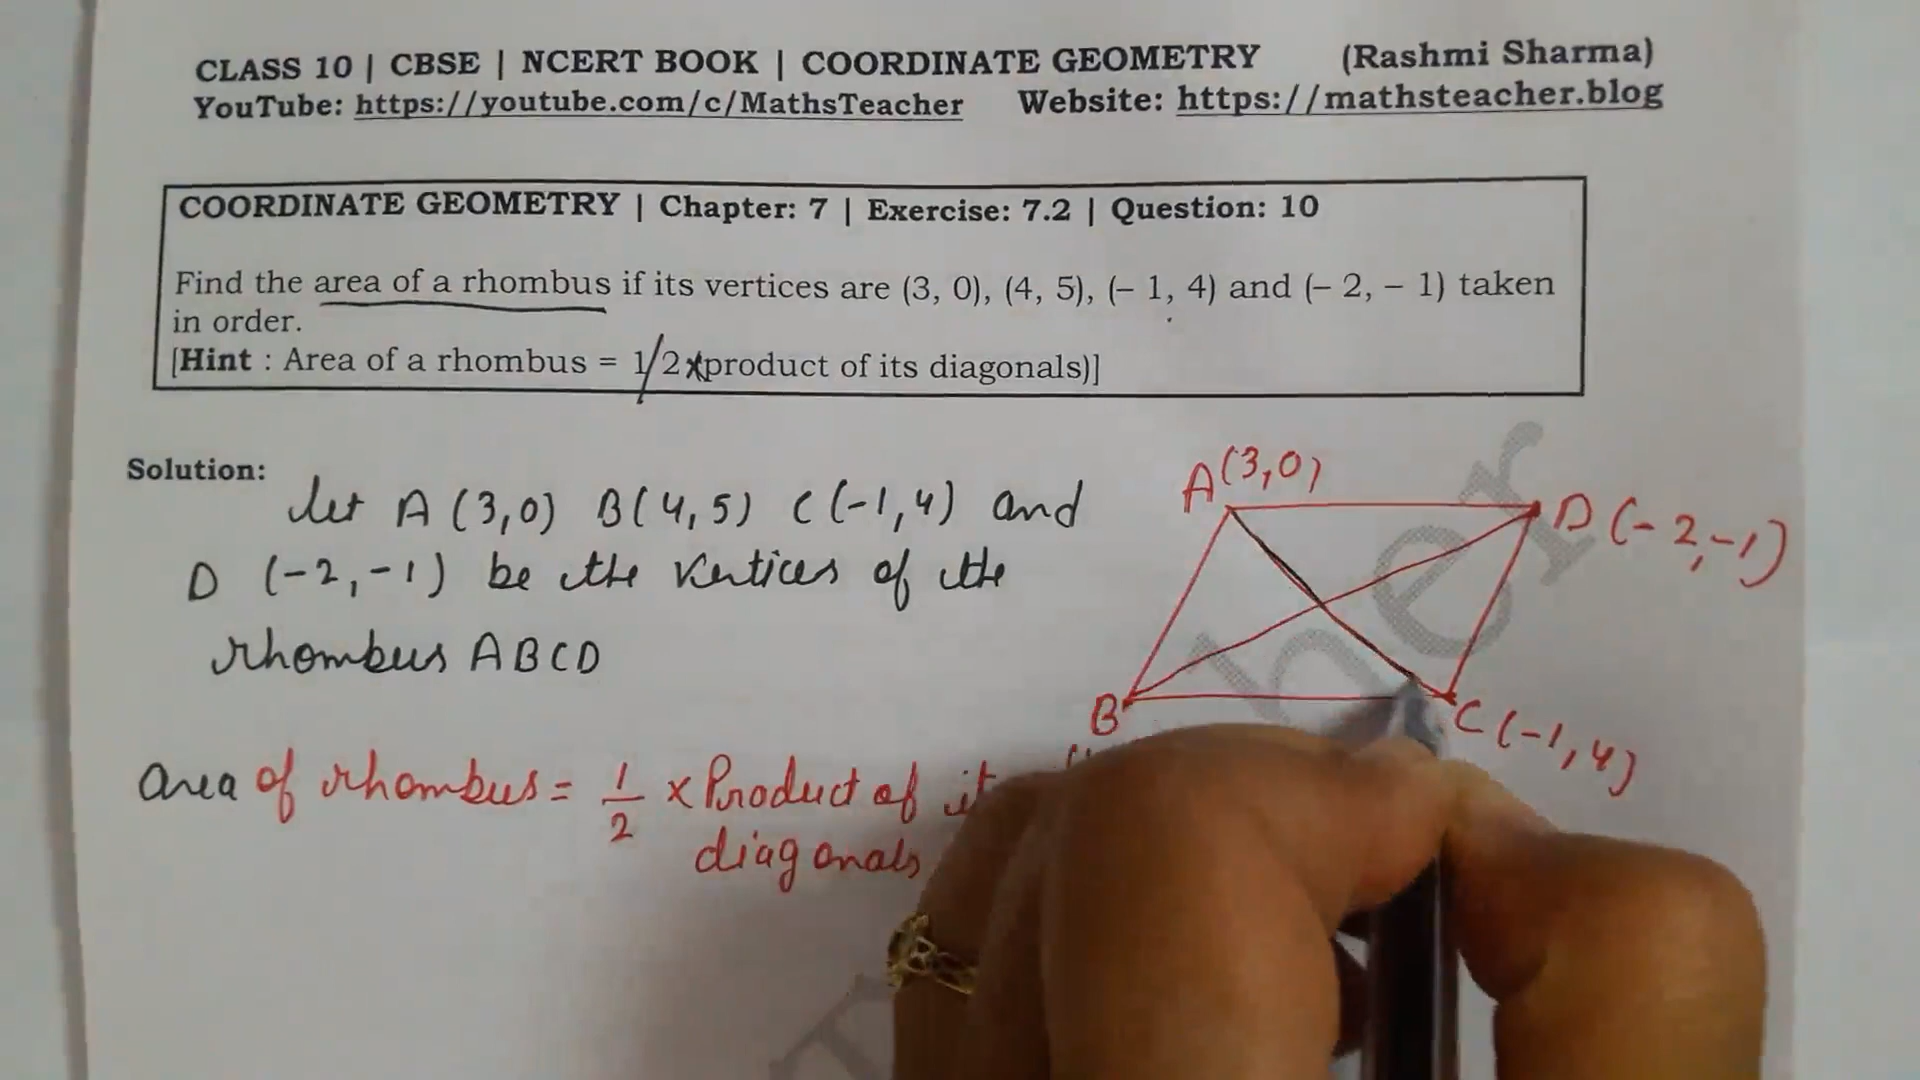 CLASS 10 | CBSE | NCERT BOOK | COORDINATE GEOMETRY (Rashmi Sharma)
YouTube: https://youtube.com/c/MathsTeacher Website: https://mathsteacher.blog
COORDINATE GEOMETRY | Chapter: 7 | Exercise: 7.2 | Question: 10
Find the area of a rhombus if its vertices are (3, 0), (4, 5), (– 1, 4) and (– 2, – 1) taken
in order.
[Hint : Area of a rhombus = 1/2×(product of its diagonals)]
Solution:
let A (3,0) B(4,5) C(-1,4) and
D (-2,-1) be the vertices of the
rhombus ABCD
area of rhombus = 1/2 × Product of its
diagonals
A(3,0)
D(-2,-1)
B
C(-1,4)